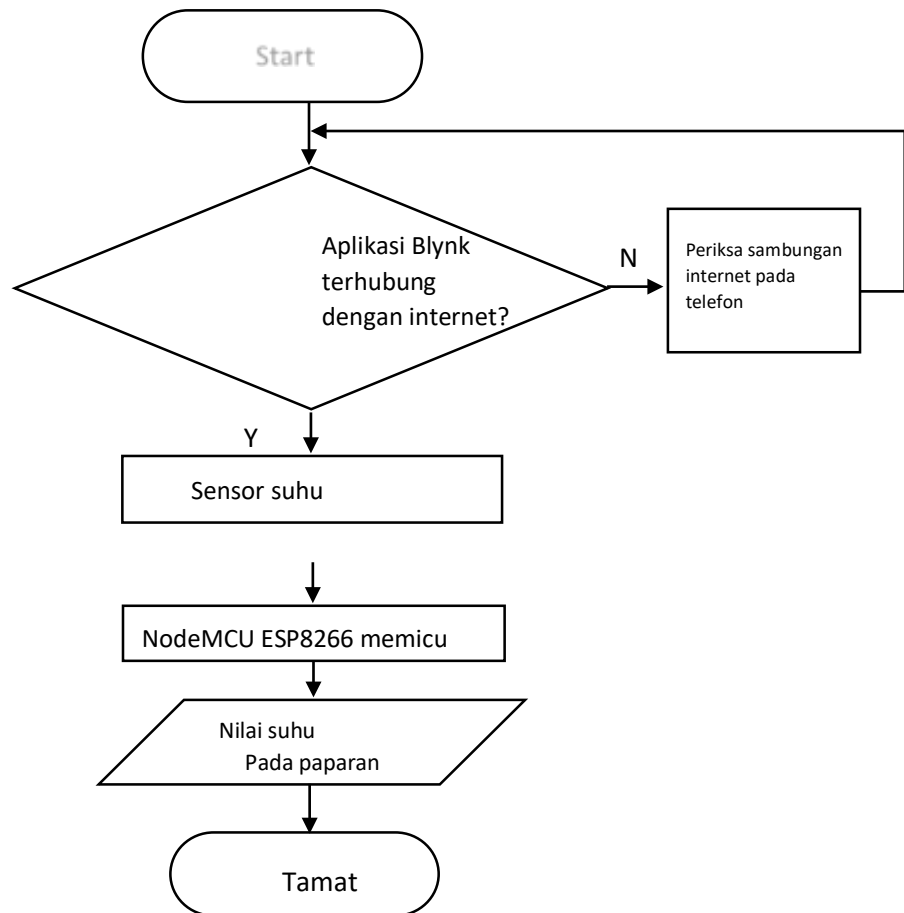 Start
Aplikasi Blynk
terhubung
dengan internet?
N
Periksa sambungan
internet pada
telefon
Y
Sensor suhu
NodeMCU ESP8266 memicu
Nilai suhu
Pada paparan
Tamat